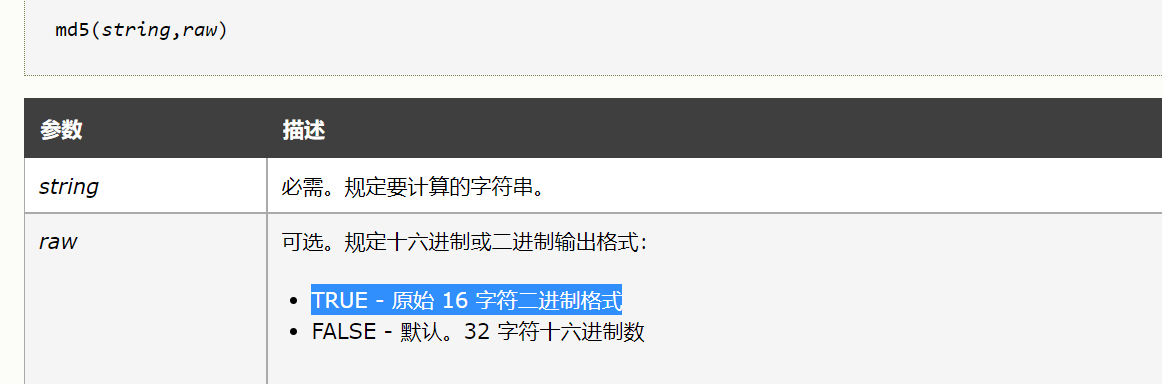 md5(string,raw)
参数 描述
string 必需。规定要计算的字符串。
raw 可选。规定十六进制或二进制输出格式：
• TRUE - 原始 16 字符二进制格式
• FALSE - 默认。32 字符十六进制数